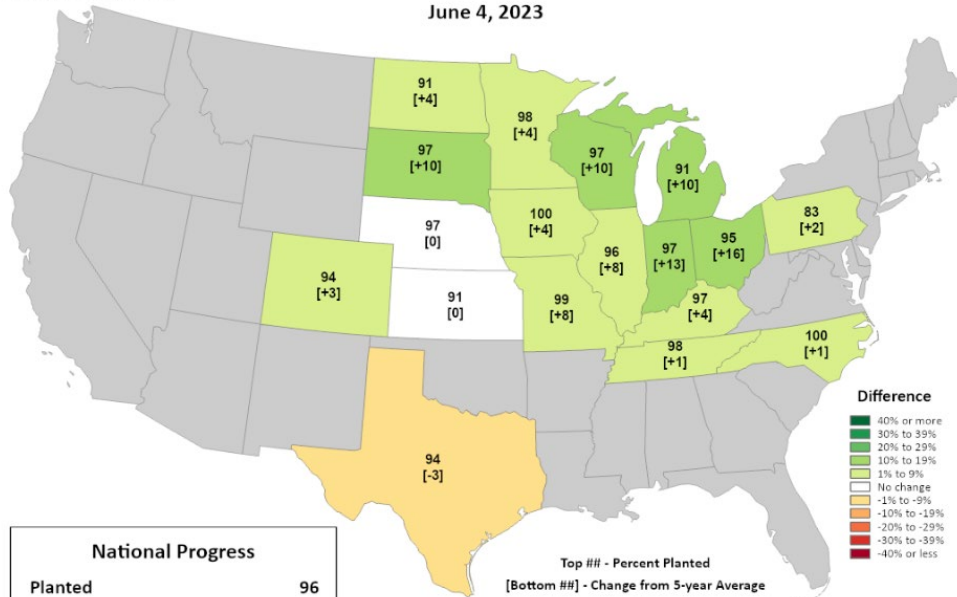 June 4, 2023
91
[+4]
98
[+4]
97
[+10]
97
[+10]
91
[+10]
97
[0]
100
[+4]
83
[+2]
96
[+8]
97
[+13]
95
[+16]
94
[+3]
91
[0]
99
[+8]
97
[+4]
98
[+1]
100
[+1]
94
[-3]
Difference
40% or more
30% to 39%
20% to 29%
10% to 19%
1% to 9%
No change
-1% to -9%
-10% to -19%
-20% to -29%
-30% to -39%
-40% or less
National Progress
Planted 96
Top ## - Percent Planted
[Bottom ##] - Change from 5-year Average